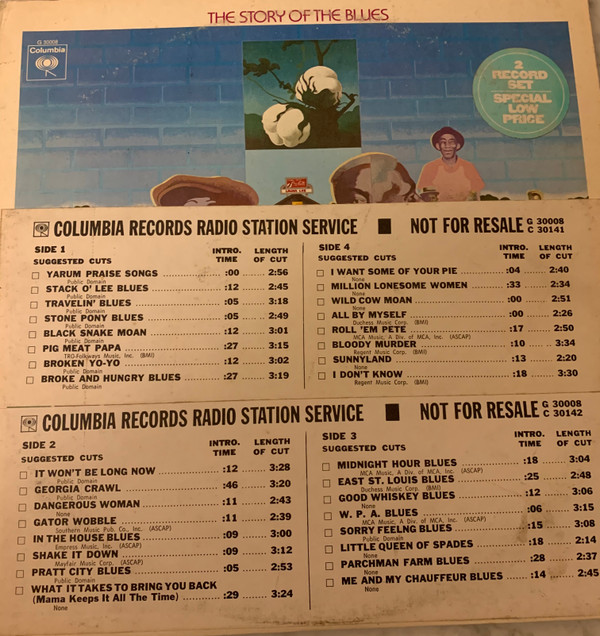 THE STORY OF THE BLUES
G 30008
Columbia
2
RECORD
SET
SPECIAL
LOW
PRICE
COLUMBIA RECORDS RADIO STATION SERVICE ■ NOT FOR RESALE G 30008
C 30141
SIDE 1
SUGGESTED CUTS INTRO. TIME LENGTH OF CUT
YARUM PRAISE SONGS :00 2:56
Public Domain
STACK O' LEE BLUES :12 2:45
Public Domain
TRAVELIN' BLUES :05 3:18
Public Domain
STONE PONY BLUES :05 2:49
Public Domain
BLACK SNAKE MOAN :12 3:01
Public Domain
PIG MEAT PAPA :27 3:15
TRO-Folkways Music, Inc. (BMI)
BROKEN YO-YO :12 3:02
Public Domain
BROKE AND HUNGRY BLUES :27 3:19
Public Domain
SIDE 4
SUGGESTED CUTS INTRO. TIME LENGTH OF CUT
I WANT SOME OF YOUR PIE :04 2:40
None
MILLION LONESOME WOMEN :33 2:34
None
WILD COW MOAN :00 2:51
None
ALL BY MYSELF :00 2:26
Duchess Music Corp. (BMI)
ROLL 'EM PETE :17 2:50
MCA Music, A Div. of MCA, Inc. (ASCAP)
BLOODY MURDER :10 3:34
Regent Music Corp. (BMI)
SUNNYLAND :13 2:20
None
I DON'T KNOW :18 3:30
Regent Music Corp. (BMI)
COLUMBIA RECORDS RADIO STATION SERVICE ■ NOT FOR RESALE G 30008
C 30142
SIDE 2
SUGGESTED CUTS INTRO. TIME LENGTH OF CUT
IT WON'T BE LONG NOW :12 3:28
Public Domain
GEORGIA CRAWL :46 3:20
Public Domain
DANGEROUS WOMAN :11 2:43
None
GATOR WOBBLE :11 2:39
Southern Music Pub. Co., Inc. (ASCAP)
IN THE HOUSE BLUES :09 3:00
Empress Music, Inc. (ASCAP)
SHAKE IT DOWN :09 3:12
Mayfair Music Corp. (ASCAP)
PRATT CITY BLUES :05 2:53
Public Domain
WHAT IT TAKES TO BRING YOU BACK
(Mama Keeps It All The Time) :29 3:24
None
SIDE 3
SUGGESTED CUTS INTRO. TIME LENGTH OF CUT
MIDNIGHT HOUR BLUES :18 3:04
MCA Music, A Div. of MCA, Inc. (ASCAP)
EAST ST. LOUIS BLUES :25 2:48
Duchess Music Corp. (BMI)
GOOD WHISKEY BLUES :12 3:06
None
W. P. A. BLUES :06 3:15
MCA Music, A Div. of MCA, Inc. (ASCAP)
SORRY FEELNG BLUES :15 3:08
Public Domain
LITTLE QUEEN OF SPADES :18 2:14
None
PARCHMAN FARM BLUES :28 2:37
None
ME AND MY CHAUFFEUR BLUES :14 2:45
None